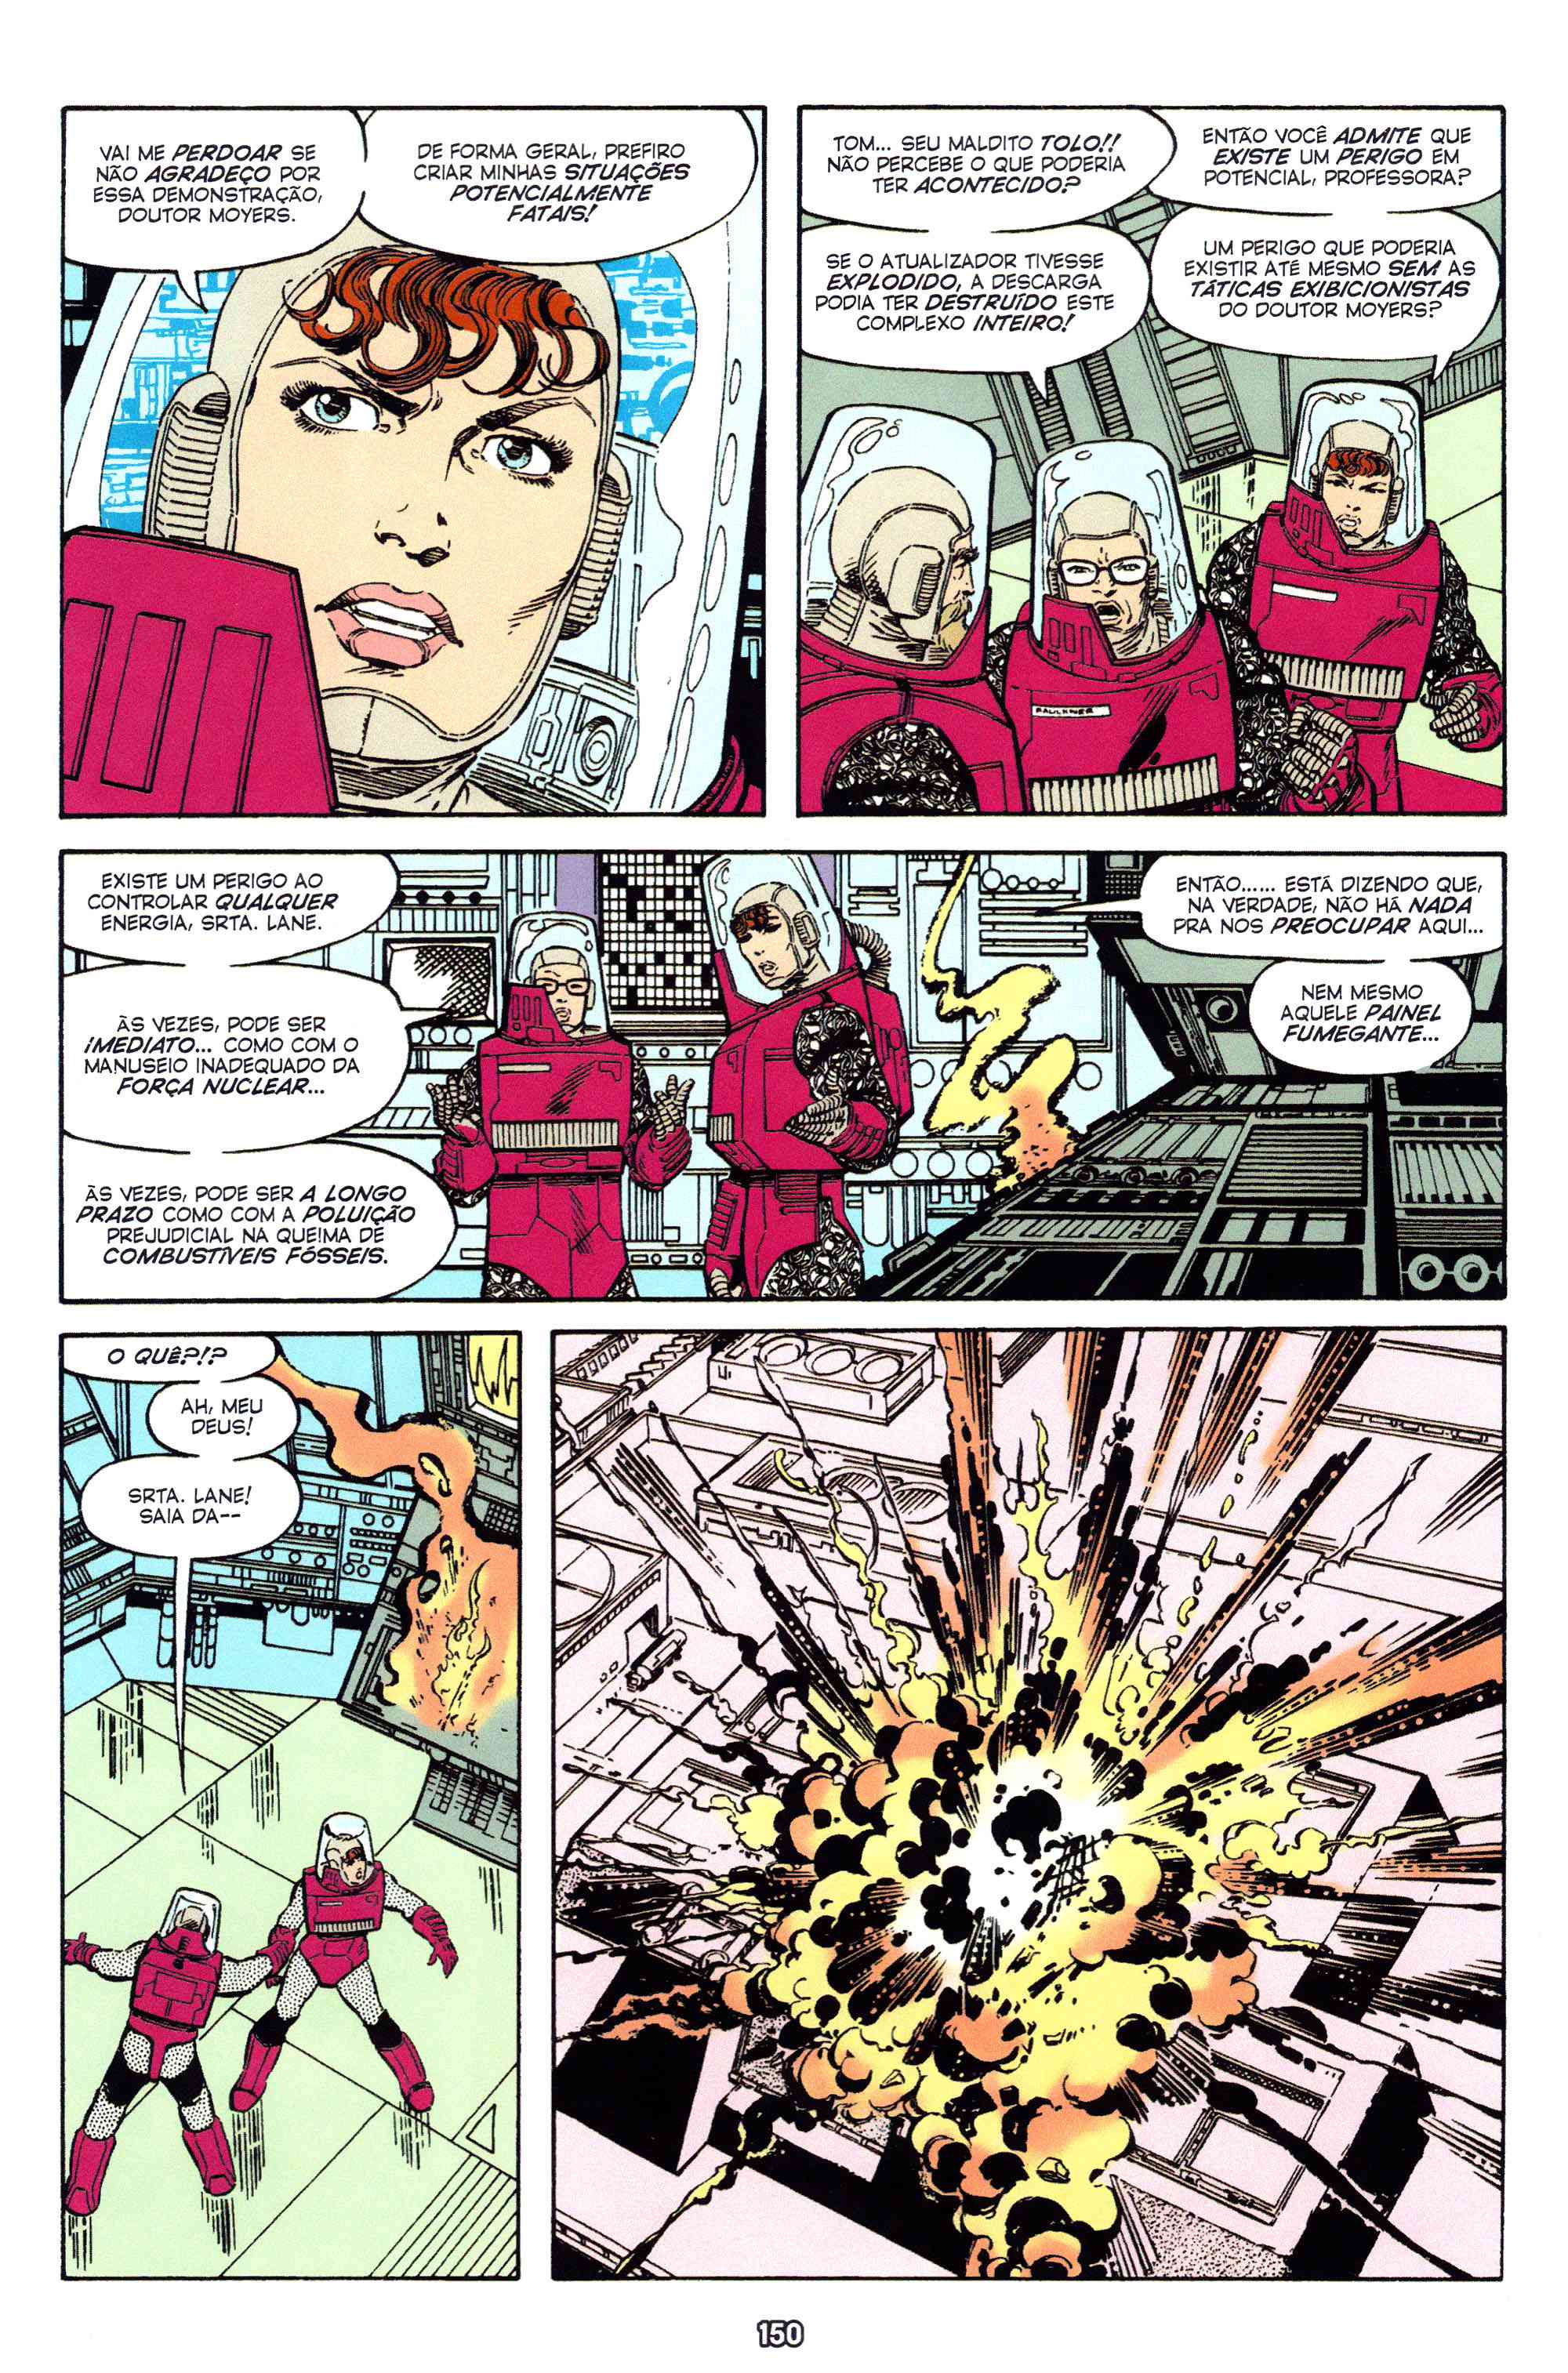 VAI ME PERDOAR SE
NÃO AGRADEÇO POR
ESSA DEMONSTRAÇÃO,
DOUTOR MOYERS.
DE FORMA GERAL, PREFIRO
CRIAR MINHAS SITUAÇÕES
POTENCIALMENTE
FATAIS!
TOM... SEU MALDITO TOLO!!
NÃO PERCEBE O QUE PODERIA
TER ACONTECIDO?
SE O ATUALIZADOR TIVESSE
EXPLODIDO, A DESCARGA
PODIA TER DESTRUÍDO ESTE
COMPLEXO INTEIRO!
ENTÃO VOCÊ ADMITE QUE
EXISTE UM PERIGO EM
POTENCIAL, PROFESSORA?
UM PERIGO QUE PODERIA
EXISTIR ATÉ MESMO SEM AS
TÁTICAS EXIBICIONISTAS
DO DOUTOR MOYERS?
FAULKNER
EXISTE UM PERIGO AO
CONTROLAR QUALQUER
ENERGIA, SRTA. LANE.
ÀS VEZES, PODE SER
IMEDIATO... COMO COM O
MANUSEIO INADEQUADO DA
FORÇA NUCLEAR...
ÀS VEZES, PODE SER A LONGO
PRAZO COMO COM A POLUIÇÃO
PREJUDICIAL NA QUEIMA DE
COMBUSTÍVEIS FÓSSEIS.
ENTÃO...... ESTÁ DIZENDO QUE,
NA VERDADE, NÃO HÁ NADA
PRA NOS PREOCUPAR AQUI...
NEM MESMO
AQUELE PAINEL
FUMEGANTE...
O QUÊ?!?
AH, MEU
DEUS!
SRTA. LANE!
SAIA DA--
150